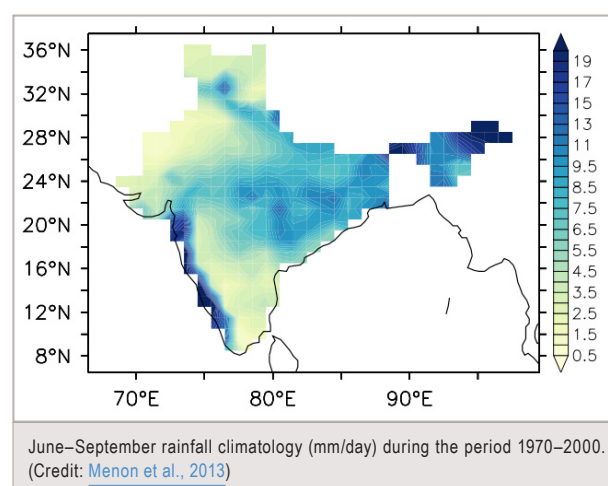 36°N
32°N
28°N
24°N
20°N
16°N
12°N
8°N
70°E 80°E 90°E
19
17
15
13
11
9.5
8.5
7.5
6.5
5.5
4.5
3.5
2.5
1.5
0.5
June–September rainfall climatology (mm/day) during the period 1970–2000.
(Credit: Menon et al., 2013)